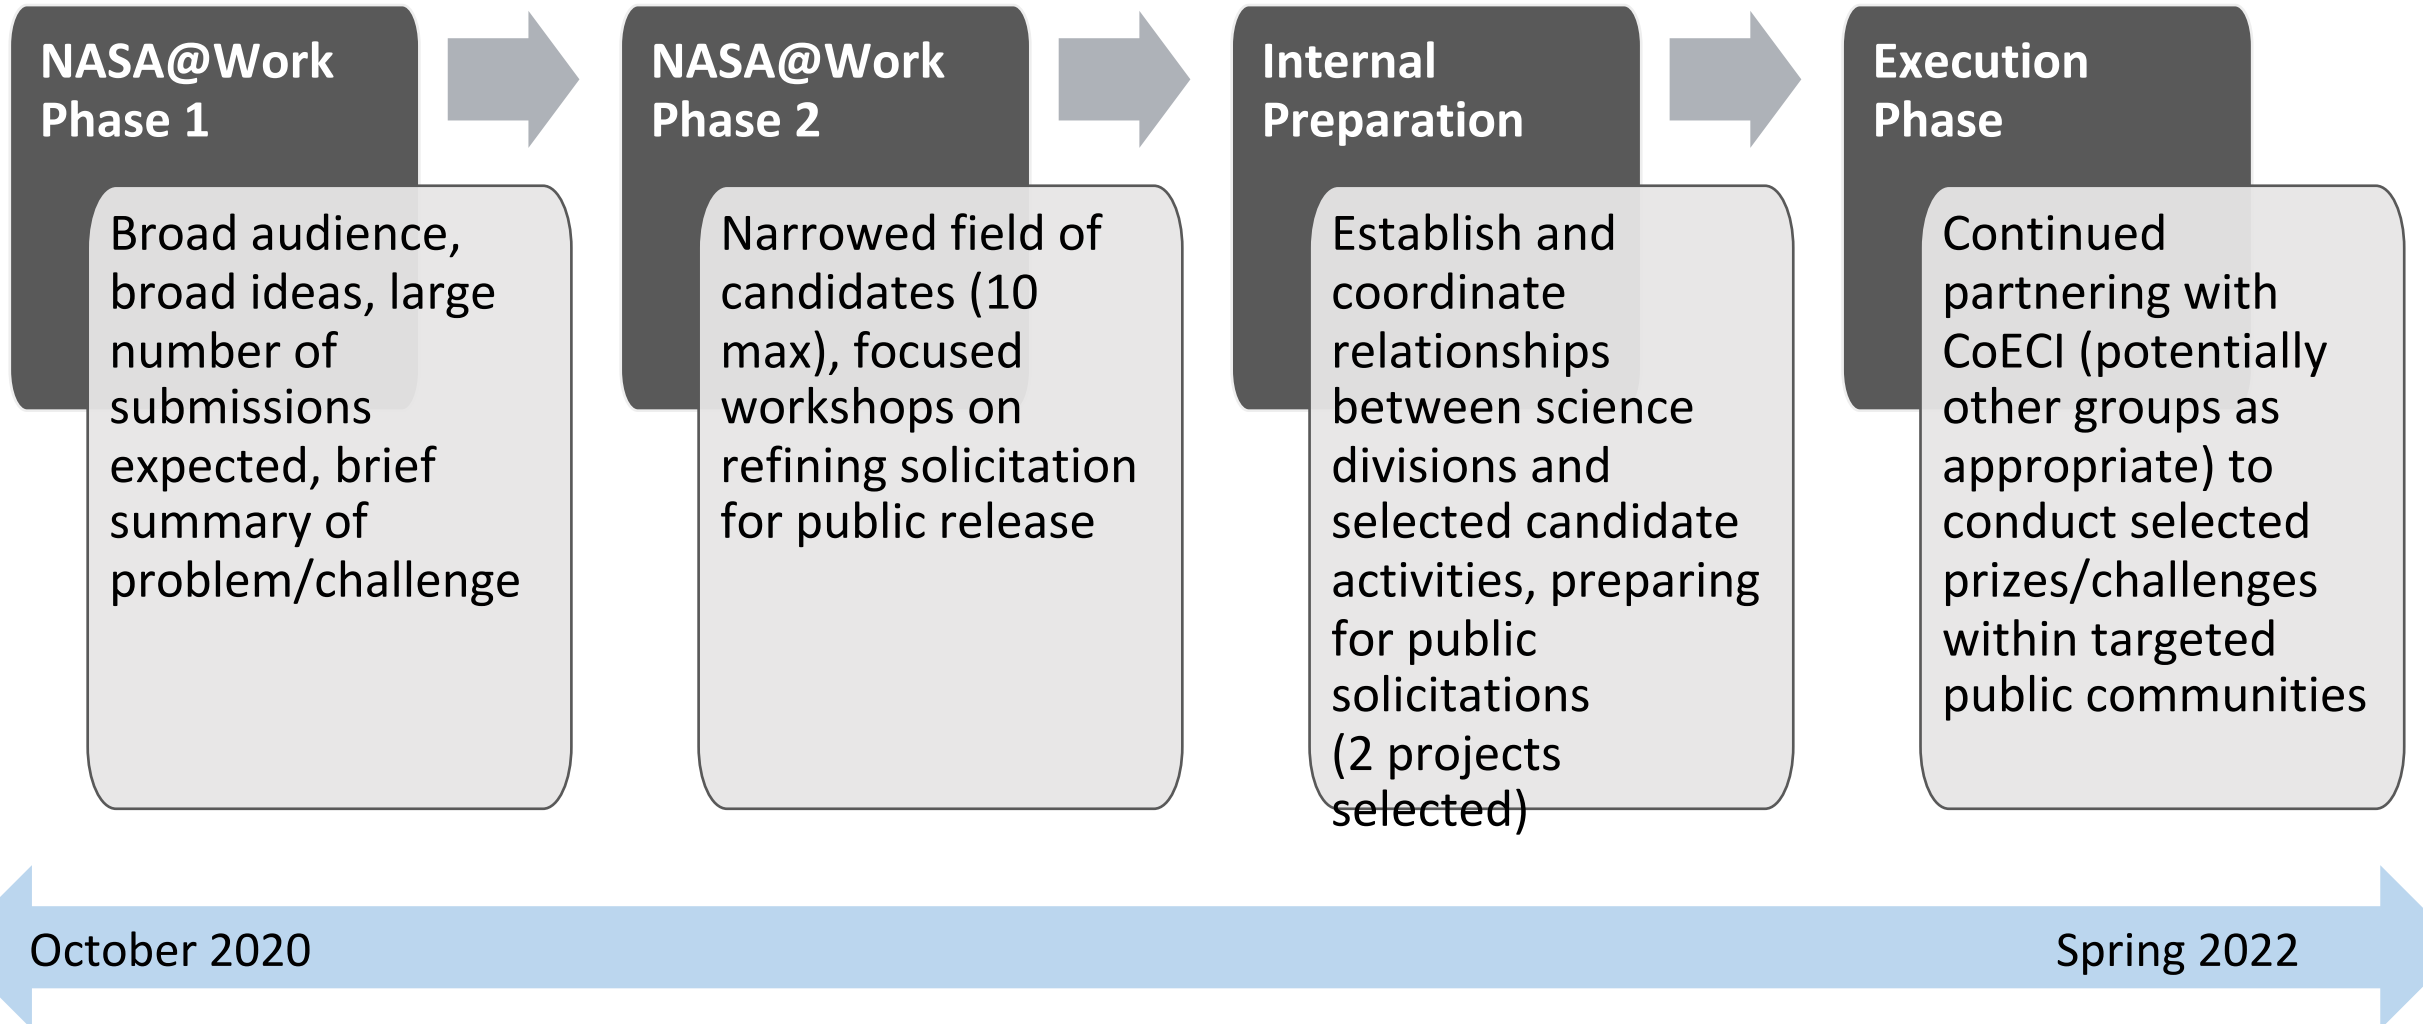 NASA@Work
Phase 1
Broad audience,
broad ideas, large
number of
submissions
expected, brief
summary of
problem/challenge
NASA@Work
Phase 2
Narrowed field of
candidates (10
max), focused
workshops on
refining solicitation
for public release
Internal
Preparation
Establish and
coordinate
relationships
between science
divisions and
selected candidate
activities, preparing
for public
solicitations
(2 projects
selected)
Execution
Phase
Continued
partnering with
CoECI (potentially
other groups as
appropriate) to
conduct selected
prizes/challenges
within targeted
public communities
October 2020
Spring 2022